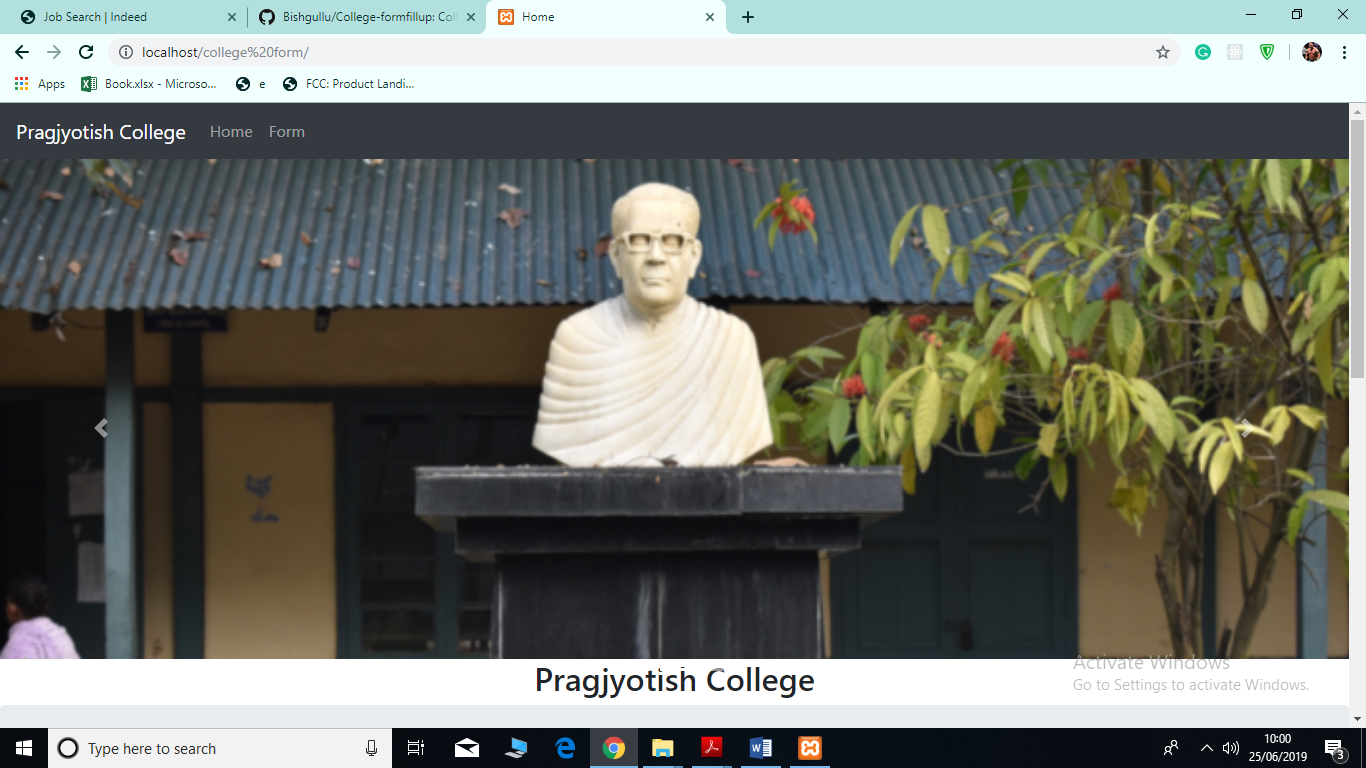 Job Search | Indeed
Bishgullu/College-formfillup: Coll
Home
localhost/college%20form/
Apps
Book.xlsx - Microso...
e
FCC: Product Landi...
Pragjyotish College
Home
Form
Pragjyotish College
Activate Windows
Go to Settings to activate Windows.
Type here to search
10:00
25/06/2019
3